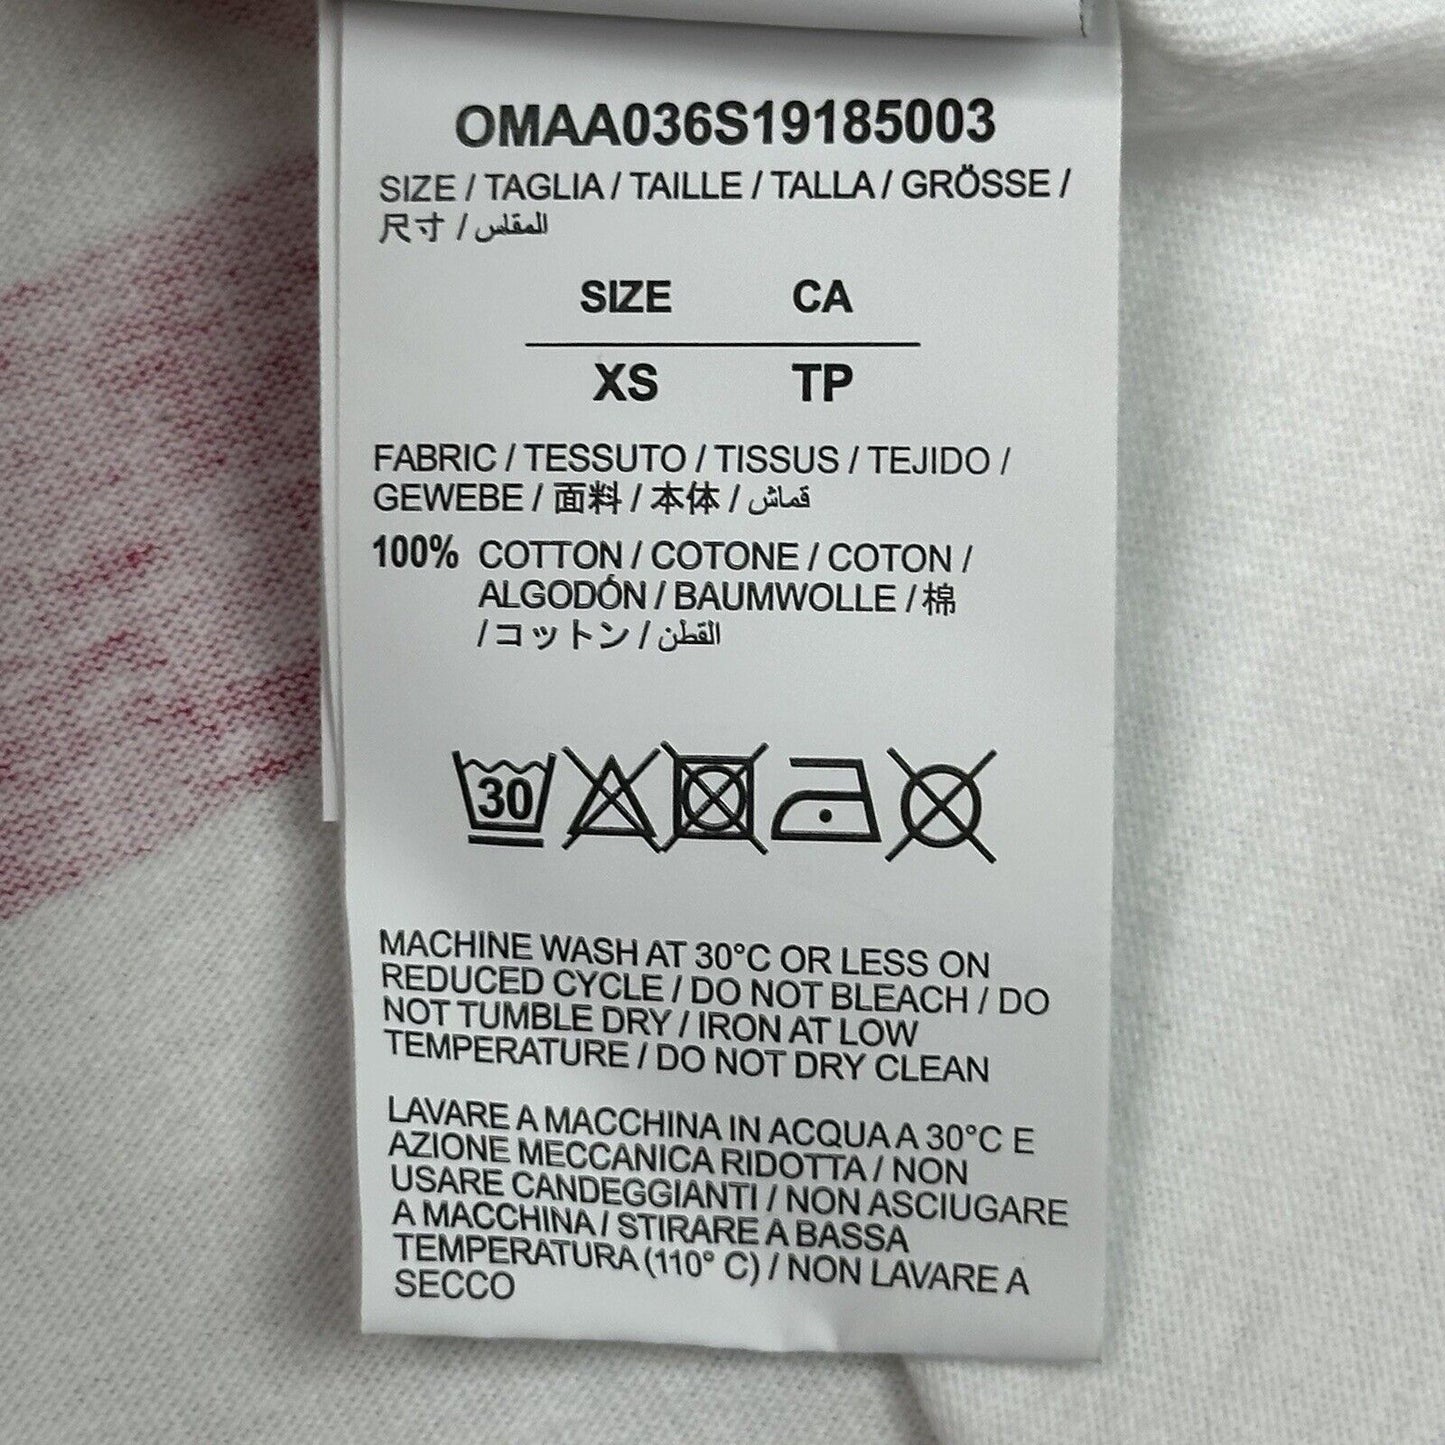 OMAA036S19185003
SIZE / TAGLIA / TAILLE / TALLA / GRÖSSE /
尺寸 / المقاس
SIZE CA
XS TP
FABRIC / TESSUTO / TISSUS / TEJIDO /
GEWEBE / 面料 / 本体 / قماش
100% COTTON / COTONE / COTON /
ALGODÓN / BAUMWOLLE / 棉
/ コットン / القطن
30
MACHINE WASH AT 30°C OR LESS ON
REDUCED CYCLE / DO NOT BLEACH / DO
NOT TUMBLE DRY / IRON AT LOW
TEMPERATURE / DO NOT DRY CLEAN
LAVARE A MACCHINA IN ACQUA A 30°C E
AZIONE MECCANICA RIDOTTA / NON
USARE CANDEGGIANTI / NON ASCIUGARE
A MACCHINA / STIRARE A BASSA
TEMPERATURA (110° C) / NON LAVARE A
SECCO